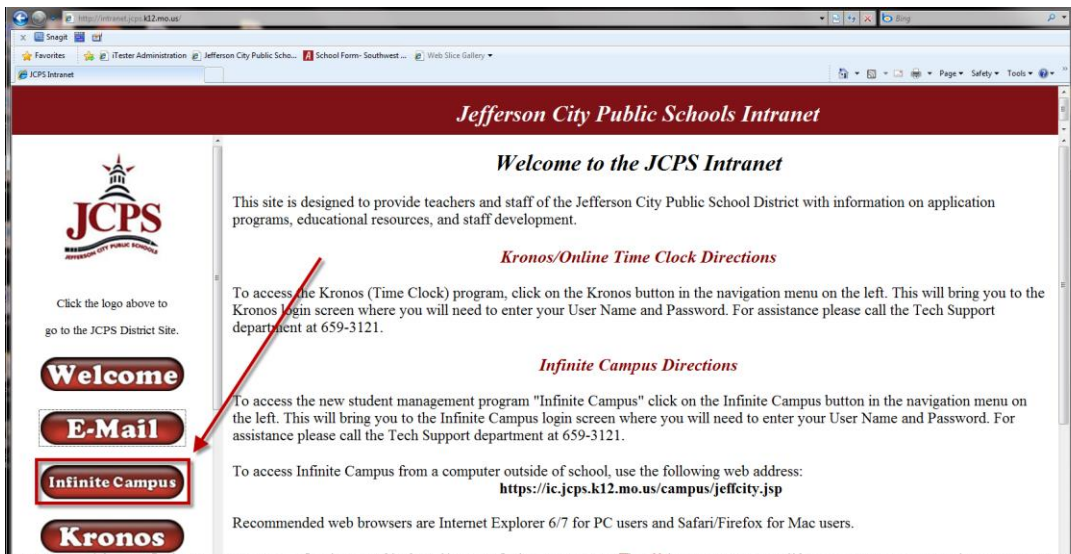 http://intranet.jcps.k12.mo.us/
Bing
x Snagit
Favorites iTester Administration Jefferson City Public Scho... School Form- Southwest ... Web Slice Gallery
JCPS Intranet
Page Safety Tools
Jefferson City Public Schools Intranet
JCPS
JEFFERSON CITY PUBLIC SCHOOLS
Click the logo above to
go to the JCPS District Site.
Welcome
E-Mail
Infinite Campus
Kronos
Welcome to the JCPS Intranet
This site is designed to provide teachers and staff of the Jefferson City Public School District with information on application
programs, educational resources, and staff development.
Kronos/Online Time Clock Directions
To access the Kronos (Time Clock) program, click on the Kronos button in the navigation menu on the left. This will bring you to the
Kronos login screen where you will need to enter your User Name and Password. For assistance please call the Tech Support
department at 659-3121.
Infinite Campus Directions
To access the new student management program "Infinite Campus" click on the Infinite Campus button in the navigation menu on
the left. This will bring you to the Infinite Campus login screen where you will need to enter your User Name and Password. For
assistance please call the Tech Support department at 659-3121.
To access Infinite Campus from a computer outside of school, use the following web address:
https://ic.jcps.k12.mo.us/campus/jeffcity.jsp
Recommended web browsers are Internet Explorer 6/7 for PC users and Safari/Firefox for Mac users.